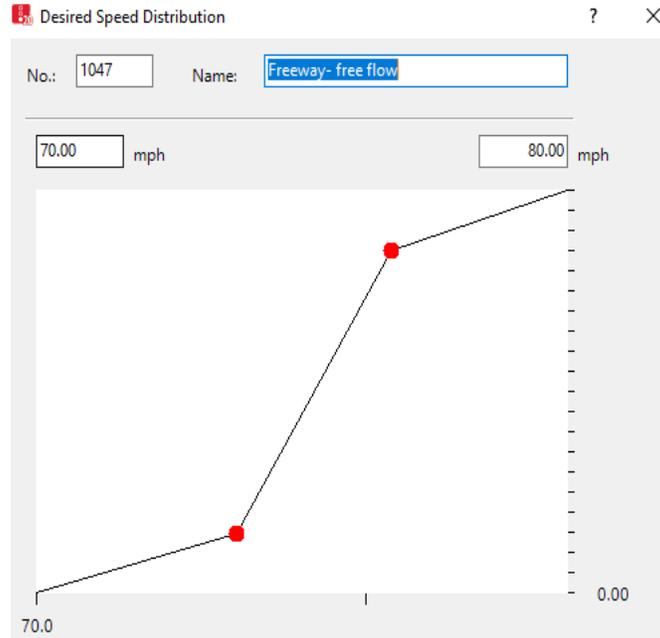 Desired Speed Distribution ? X
No.: 1047 Name: Freeway- free flow
70.00 mph 80.00 mph
0.00
70.0